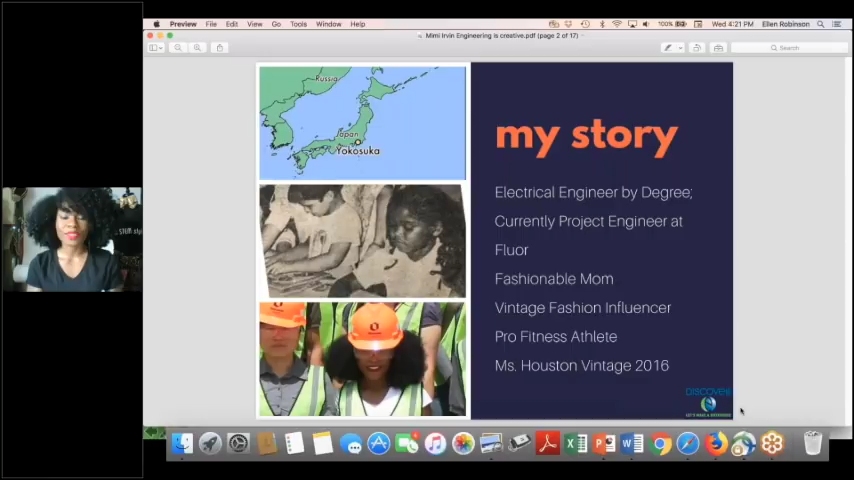 Preview File Edit View Go Tools Window Help
100% Wed 4:21 PM Ellen Robinson
Mimi Irvin Engineering is creative.pdf (page 2 of 17)
Search
Russia
Japan
Yokosuka
my story
Electrical Engineer by Degree;
Currently Project Engineer at
Fluor
Fashionable Mom
Vintage Fashion Influencer
Pro Fitness Athlete
Ms. Houston Vintage 2016
DISCOVER